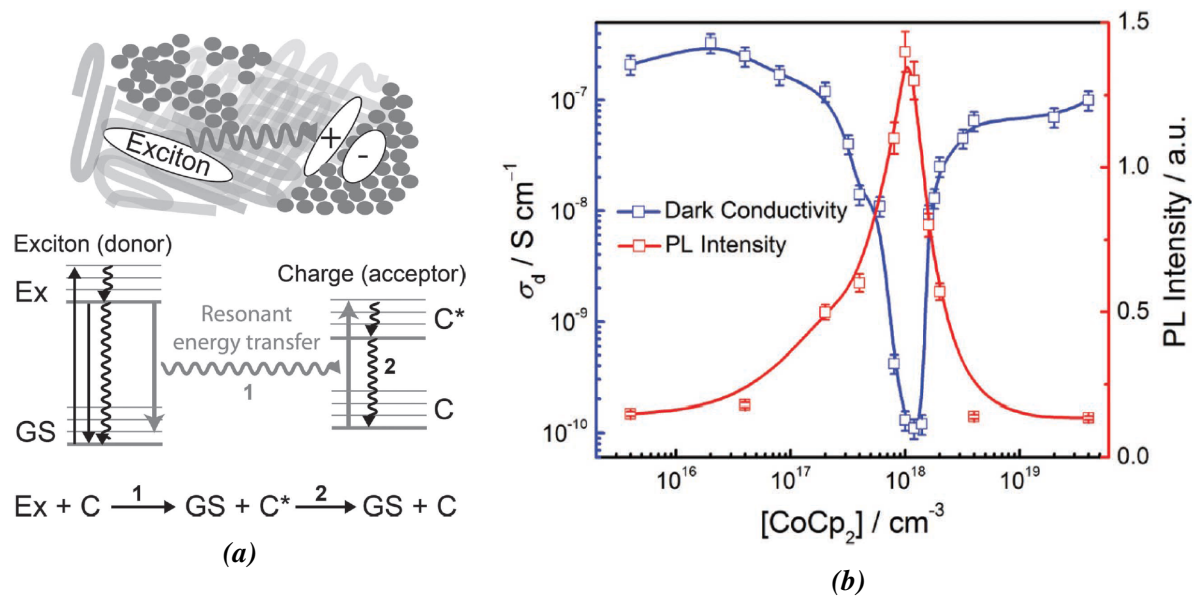 Exciton
+
-
Exciton (donor)
Charge (acceptor)
Ex
C*
Resonant
energy transfer
1
2
C
GS
Ex + C 1 GS + C* 2 GS + C
(a)
10⁻⁷
10⁻⁸
10⁻⁹
10⁻¹⁰
σd / S cm⁻¹
Dark Conductivity
PL Intensity
10¹⁶ 10¹⁷ 10¹⁸ 10¹⁹
[CoCp₂] / cm⁻³
1.5
1.0
0.5
0.0
PL Intensity / a.u.
(b)